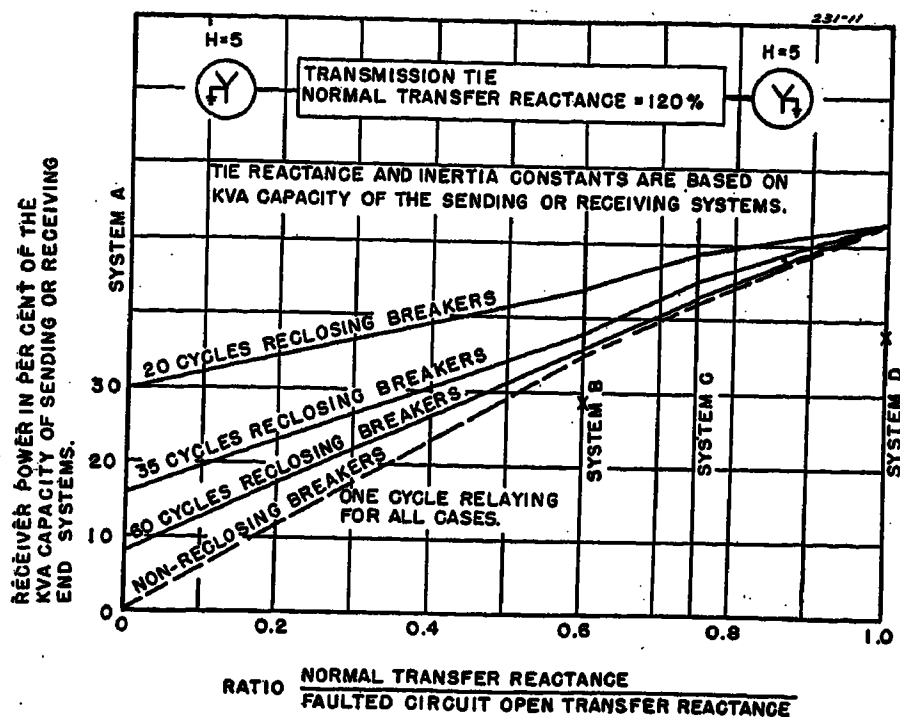 231-11
H=5
H=5
TRANSMISSION TIE
NORMAL TRANSFER REACTANCE = 120%
TIE REACTANCE AND INERTIA CONSTANTS ARE BASED ON
KVA CAPACITY OF THE SENDING OR RECEIVING SYSTEMS.
RECEIVER POWER IN PER CENT OF THE
KVA CAPACITY OF SENDING OR RECEIVING
END SYSTEMS.
SYSTEM A
20 CYCLES RECLOSING BREAKERS
35 CYCLES RECLOSING BREAKERS
60 CYCLES RECLOSING BREAKERS
NON-RECLOSING BREAKERS
ONE CYCLE RELAYING
FOR ALL CASES.
SYSTEM B
SYSTEM C
SYSTEM D
30
20
10
0
0
0.2
0.4
0.6
0.8
1.0
RATIO NORMAL TRANSFER REACTANCE
FAULTED CIRCUIT OPEN TRANSFER REACTANCE